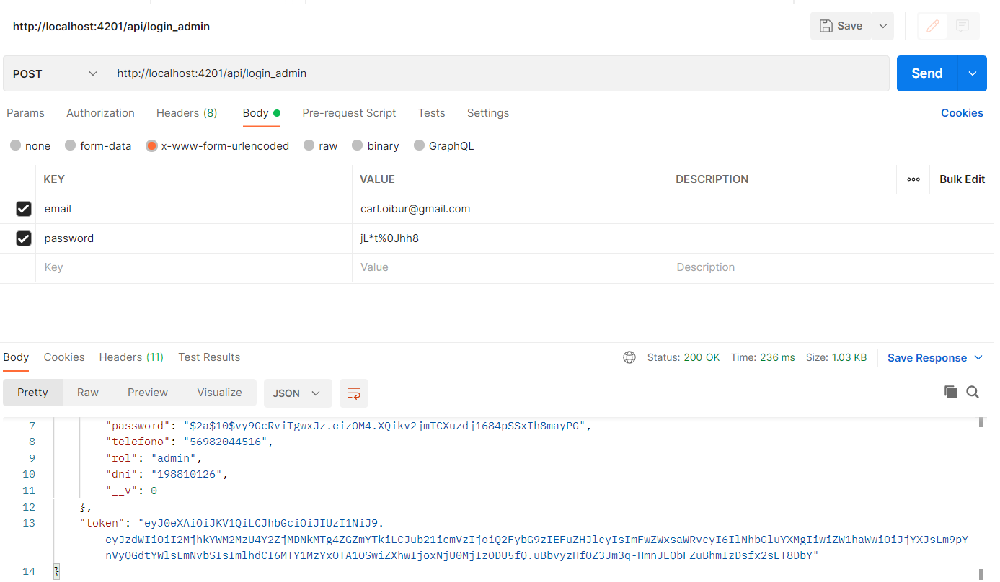 http://localhost:4201/api/login_admin
Save
POST
http://localhost:4201/api/login_admin
Send
Params Authorization Headers (8) Body Pre-request Script Tests Settings Cookies
none form-data x-www-form-urlencoded raw binary GraphQL
KEY VALUE DESCRIPTION Bulk Edit
email carl.oibur@gmail.com
password jL*t%0Jhh8
Key Value Description
Body Cookies Headers (11) Test Results Status: 200 OK Time: 236 ms Size: 1.03 KB Save Response
Pretty Raw Preview Visualize JSON
7 "password": "$2a$10$vy9GcRviTgwxJz.eizOM4.XQikv2jmTCXuzdj1684pSSxIh8mayPG",
8 "telefono": "56982044516",
9 "rol": "admin",
10 "dni": "198810126",
11 "__v": 0
12 },
13 "token": "eyJ0eXAiOiJKV1QiLCJhbGciOiJIUzI1NiJ9.
eyJzdWIiOiI2MjhkYWM2MzU4Y2ZjMDNkMTg4ZGZmYTkiLCJub21icmVzIjoiQ2FybG9zIEFuZHJlcyIsImFwZWxsaWRvcyI6IlNhbGluYXMgIiwiZW1haWwiOiJjYXJsLm9pY
nVyQGdtYWlsLmNvbSIsImlhdCI6MTY1MzYxOTA1OSwiZXhwIjoxNjU0MjIzODU5fQ.uBbvyzHfOZ3Jm3q-HmnJEQbFZuBhmIzDsfx2sET8DbY"
14 }